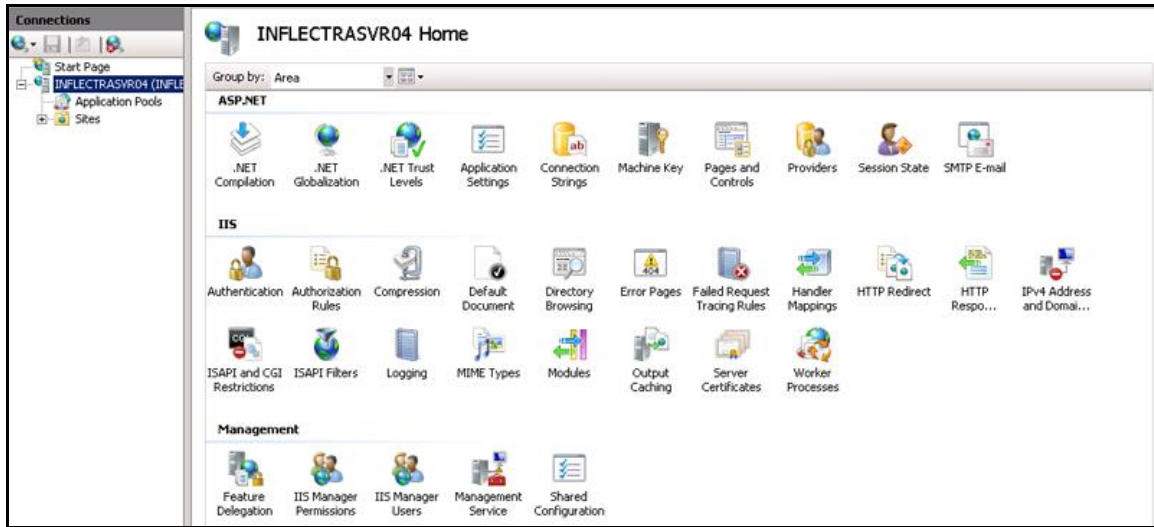 Connections
Start Page
INFLECTRASVR04 (INFLE
Application Pools
Sites
INFLECTRASVR04 Home
Group by: Area
ASP.NET
.NET Compilation
.NET Globalization
.NET Trust Levels
Application Settings
Connection Strings
Machine Key
Pages and Controls
Providers
Session State
SMTP E-mail
IIS
Authentication
Authorization Rules
Compression
Default Document
Directory Browsing
Error Pages
Failed Request Tracing Rules
Handler Mappings
HTTP Redirect
HTTP Respo...
IPv4 Address and Domai...
ISAPI and CGI Restrictions
ISAPI Filters
Logging
MIME Types
Modules
Output Caching
Server Certificates
Worker Processes
Management
Feature Delegation
IIS Manager Permissions
IIS Manager Users
Management Service
Shared Configuration